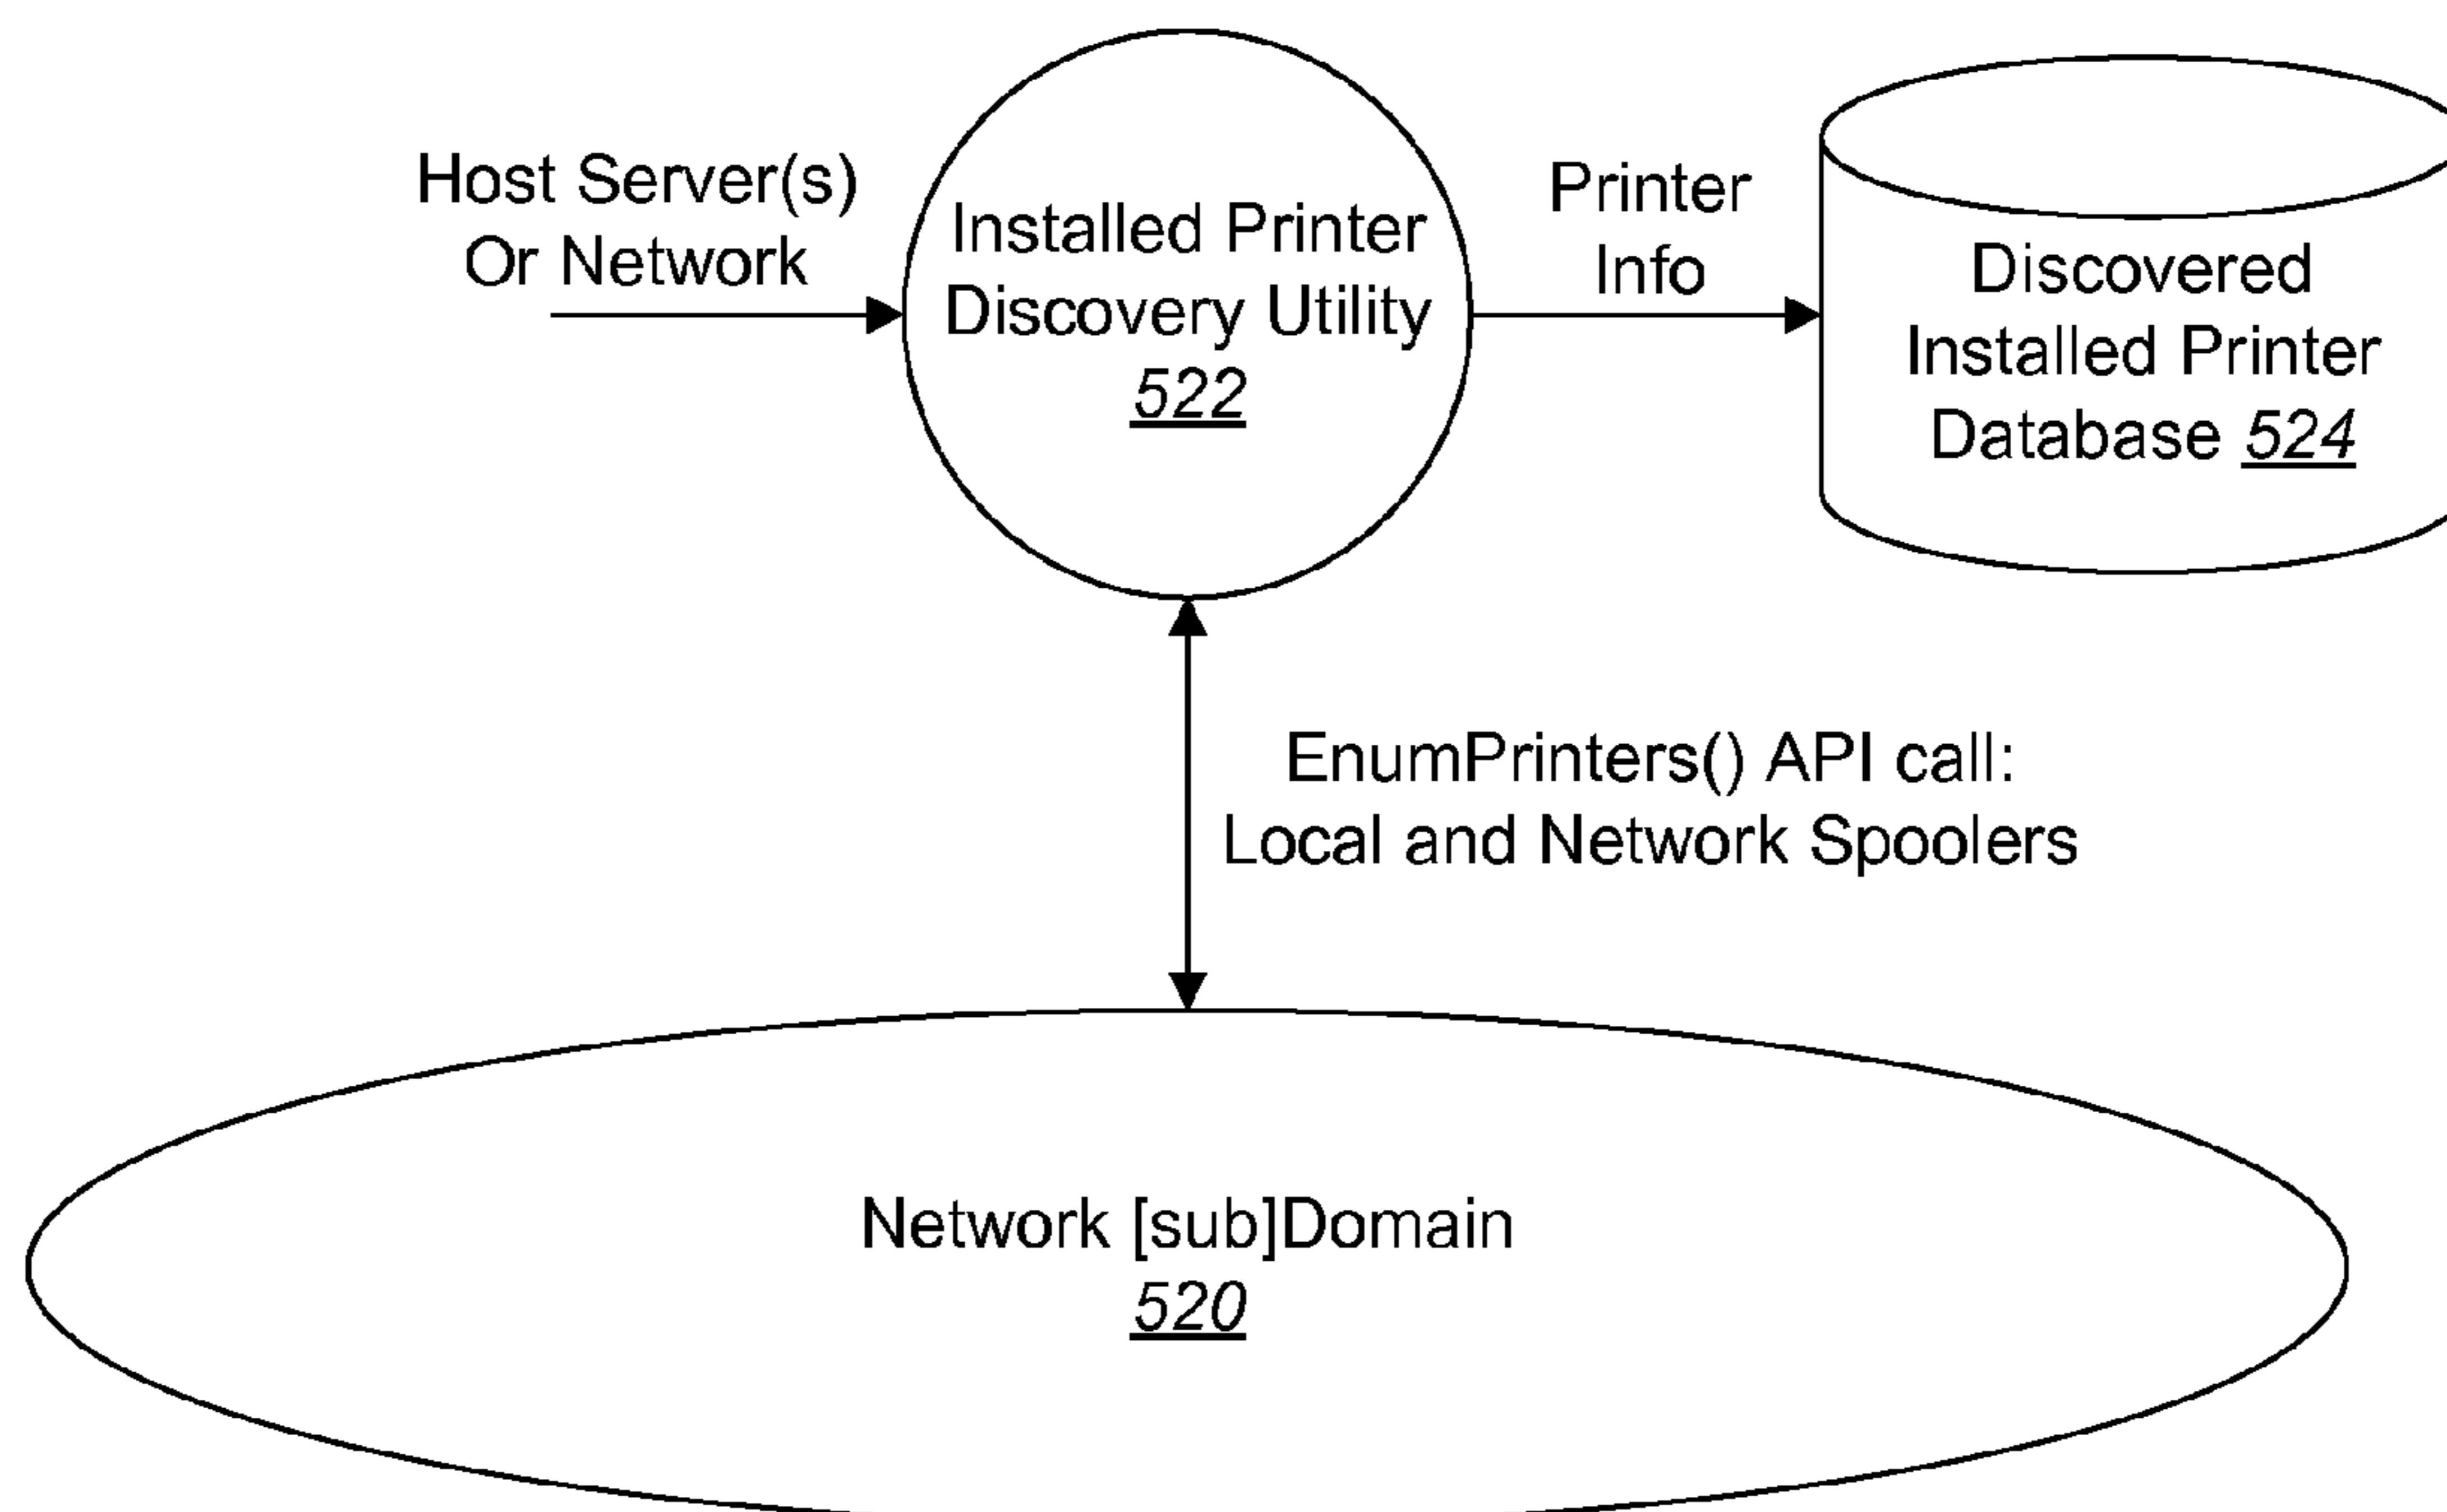 Host Server(s)
Or Network
Installed Printer
Discovery Utility
522
Printer
Info
Discovered
Installed Printer
Database 524
EnumPrinters() API call:
Local and Network Spoolers
Network [sub]Domain
520